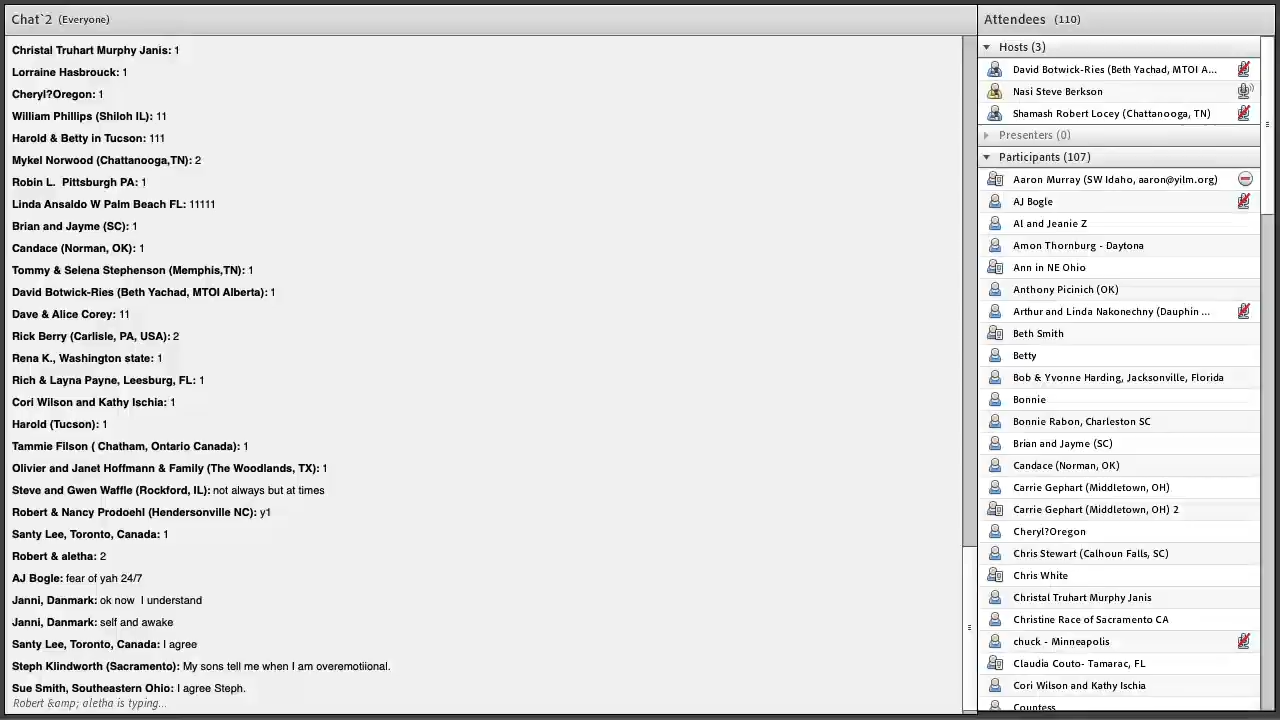 Chat`2 (Everyone)
Christal Truhart Murphy Janis: 1
Lorraine Hasbrouck: 1
Cheryl?Oregon: 1
William Phillips (Shiloh IL): 11
Harold & Betty in Tucson: 111
Mykel Norwood (Chattanooga,TN): 2
Robin L.  Pittsburgh PA: 1
Linda Ansaldo W Palm Beach FL: 11111
Brian and Jayme (SC): 1
Candace (Norman, OK): 1
Tommy & Selena Stephenson (Memphis,TN): 1
David Botwick-Ries (Beth Yachad, MTOI Alberta): 1
Dave & Alice Corey: 11
Rick Berry (Carlisle, PA, USA): 2
Rena K., Washington state: 1
Rich & Layna Payne, Leesburg, FL: 1
Cori Wilson and Kathy Ischia: 1
Harold (Tucson): 1
Tammie Filson ( Chatham, Ontario Canada): 1
Olivier and Janet Hoffmann & Family (The Woodlands, TX): 1
Steve and Gwen Waffle (Rockford, IL): not always but at times
Robert & Nancy Prodoehl (Hendersonville NC): y1
Santy Lee, Toronto, Canada: 1
Robert & aletha: 2
AJ Bogle: fear of yah 24/7
Janni, Danmark: ok now  I understand
Janni, Danmark: self and awake
Santy Lee, Toronto, Canada: I agree
Steph Klindworth (Sacramento): My sons tell me when I am overemotiional.
Sue Smith, Southeastern Ohio: I agree Steph.
Robert &amp; aletha is typing...
Attendees (110)
Hosts (3)
David Botwick-Ries (Beth Yachad, MTOI A...
Nasi Steve Berkson
Shamash Robert Locey (Chattanooga, TN)
Presenters (0)
Participants (107)
Aaron Murray (SW Idaho, aaron@yilm.org)
AJ Bogle
Al and Jeanie Z
Amon Thornburg - Daytona
Ann in NE Ohio
Anthony Picinich (OK)
Arthur and Linda Nakonechny (Dauphin ...
Beth Smith
Betty
Bob & Yvonne Harding, Jacksonville, Florida
Bonnie
Bonnie Rabon, Charleston SC
Brian and Jayme (SC)
Candace (Norman, OK)
Carrie Gephart (Middletown, OH)
Carrie Gephart (Middletown, OH) 2
Cheryl?Oregon
Chris Stewart (Calhoun Falls, SC)
Chris White
Christal Truhart Murphy Janis
Christine Race of Sacramento CA
chuck - Minneapolis
Claudia Couto- Tamarac, FL
Cori Wilson and Kathy Ischia
Countess